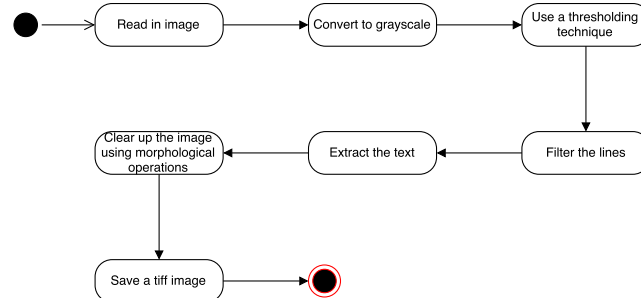 Read in image
Convert to grayscale
Use a thresholding
technique
Filter the lines
Extract the text
Clear up the image
using morphological
operations
Save a tiff image